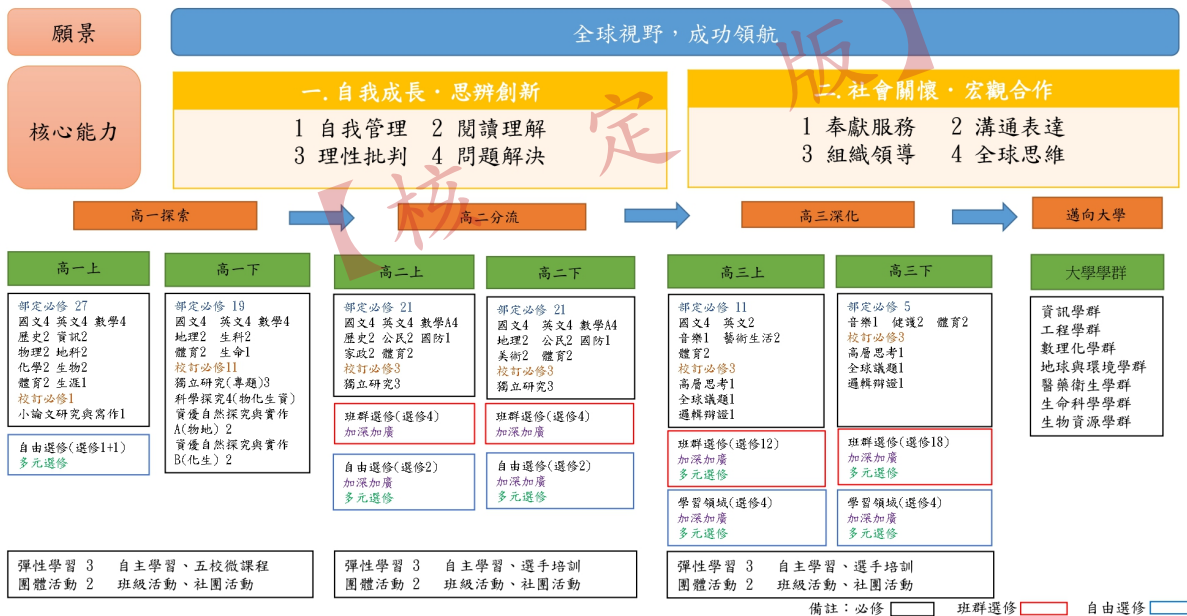 願景
全球視野，成功領航
核心能力
一.自我成長．思辨創新
1 自我管理 2 閱讀理解
3 理性批判 4 問題解決
二.社會關懷．宏觀合作
1 奉獻服務 2 溝通表達
3 組織領導 4 全球思維
【核定版】
高一探索
高二分流
高三深化
邁向大學
高一上
部定必修 27
國文4 英文4 數學4
歷史2 資訊2
物理2 地科2
化學2 生物2
體育2 生涯1
校訂必修1
小論文研究與寫作1
自由選修(選修1+1)
多元選修
高一下
部定必修 19
國文4 英文4 數學4
地理2 生科2
體育2 生命1
校訂必修11
獨立研究(專題)3
科學探究4(物化生資)
資優自然探究與實作
A(物地) 2
資優自然探究與實作
B(化生) 2
高二上
部定必修 21
國文4 英文4 數學A4
歷史2 公民2 國防1
家政2 體育2
校訂必修3
獨立研究3
班群選修(選修4)
加深加廣
自由選修(選修2)
加深加廣
多元選修
高二下
部定必修 21
國文4 英文4 數學A4
地理2 公民2 國防1
美術2 體育2
校訂必修3
獨立研究3
班群選修(選修4)
加深加廣
自由選修(選修2)
加深加廣
多元選修
高三上
部定必修 11
國文4 英文2
音樂1 藝術生活2
體育2
校訂必修3
高層思考1
全球議題1
邏輯辯證1
班群選修(選修12)
加深加廣
多元選修
學習領域(選修4)
加深加廣
多元選修
高三下
部定必修 5
音樂1 健護2 體育2
校訂必修3
高層思考1
全球議題1
邏輯辯證1
班群選修(選修18)
加深加廣
多元選修
學習領域(選修4)
加深加廣
多元選修
大學學群
資訊學群
工程學群
數理化學群
地球與環境學群
醫藥衛生學群
生命科學學群
生物資源學群
彈性學習 3 自主學習、五校微課程
團體活動 2 班級活動、社團活動
彈性學習 3 自主學習、選手培訓
團體活動 2 班級活動、社團活動
彈性學習 3 自主學習、選手培訓
團體活動 2 班級活動、社團活動
備註：必修 班群選修 自由選修